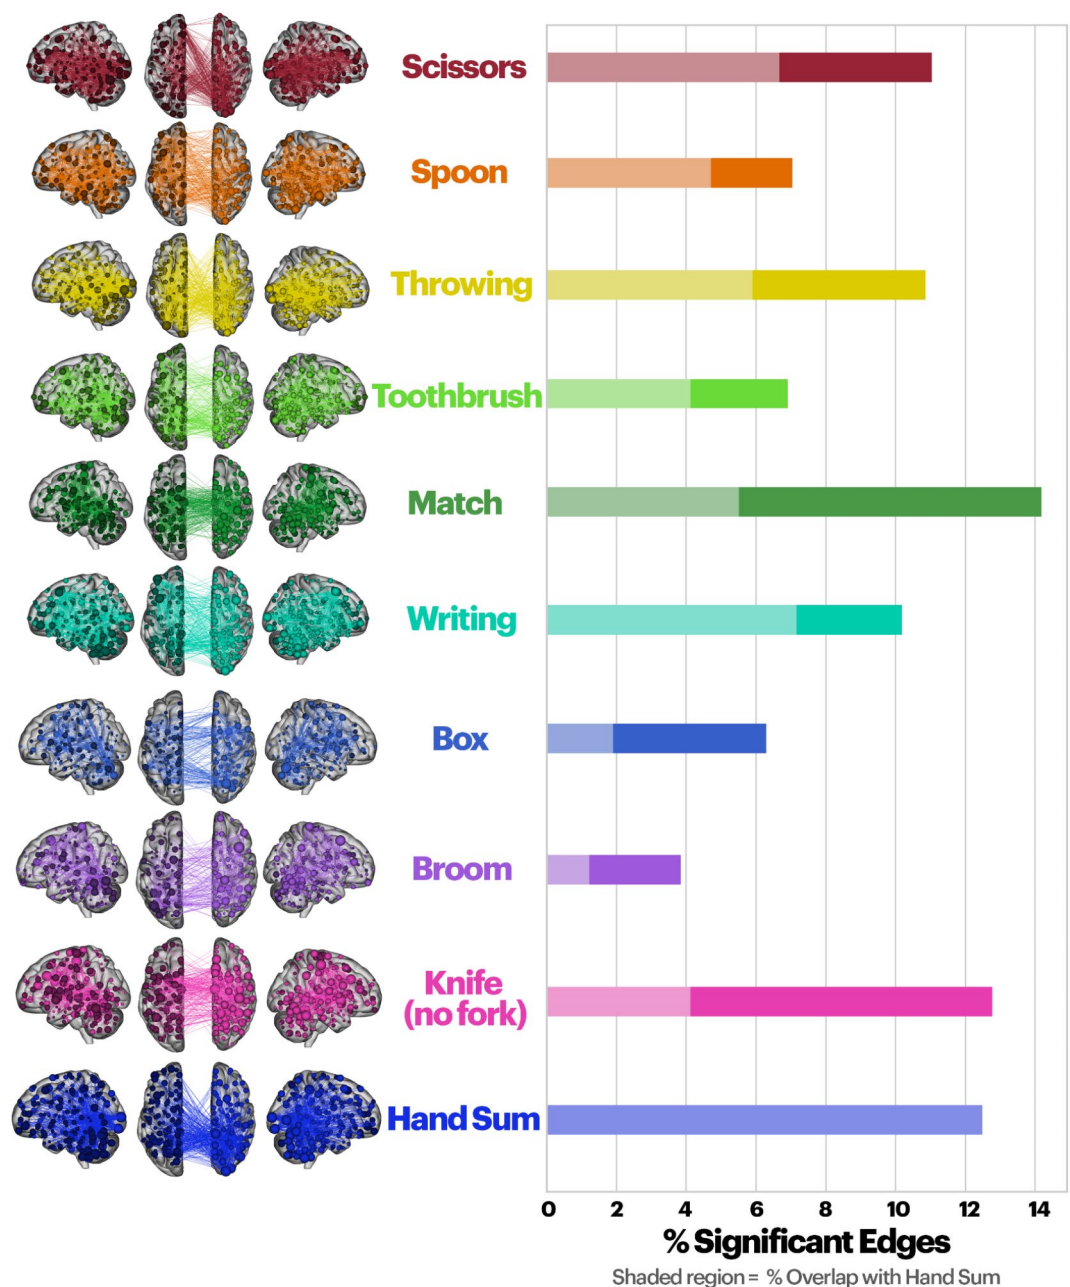 Scissors
Spoon
Throwing
Toothbrush
Match
Writing
Box
Broom
Knife
(no fork)
Hand Sum
0 2 4 6 8 10 12 14
% Significant Edges
Shaded region = % Overlap with Hand Sum